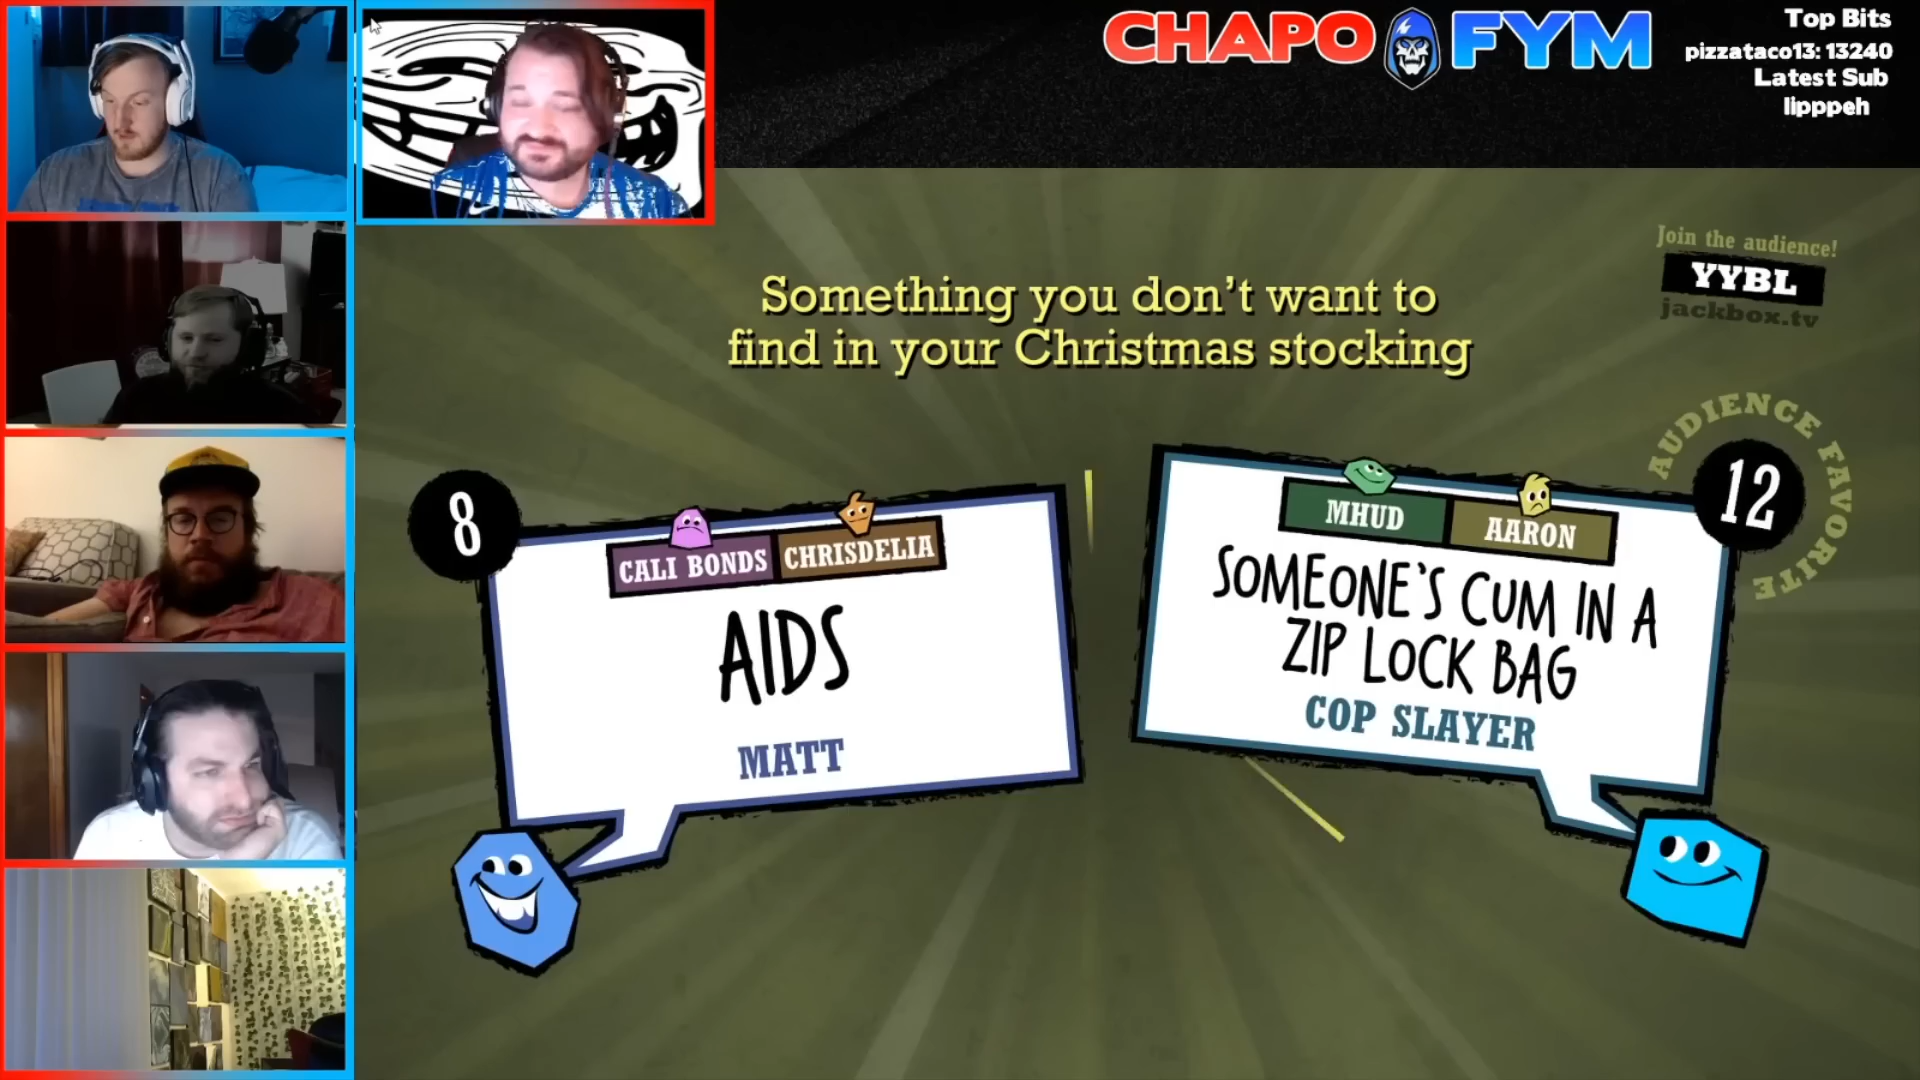 CHAPO FYM
Top Bits
pizzataco13: 13240
Latest Sub
lipppeh
Join the audience!
YYBL
jackbox.tv
Something you don't want to
find in your Christmas stocking
AUDIENCE FAVORITE
8
CALI BONDS
CHRISDELIA
AIDS
MATT
12
MHUD
AARON
SOMEONE'S CUM IN A
ZIP LOCK BAG
COP SLAYER